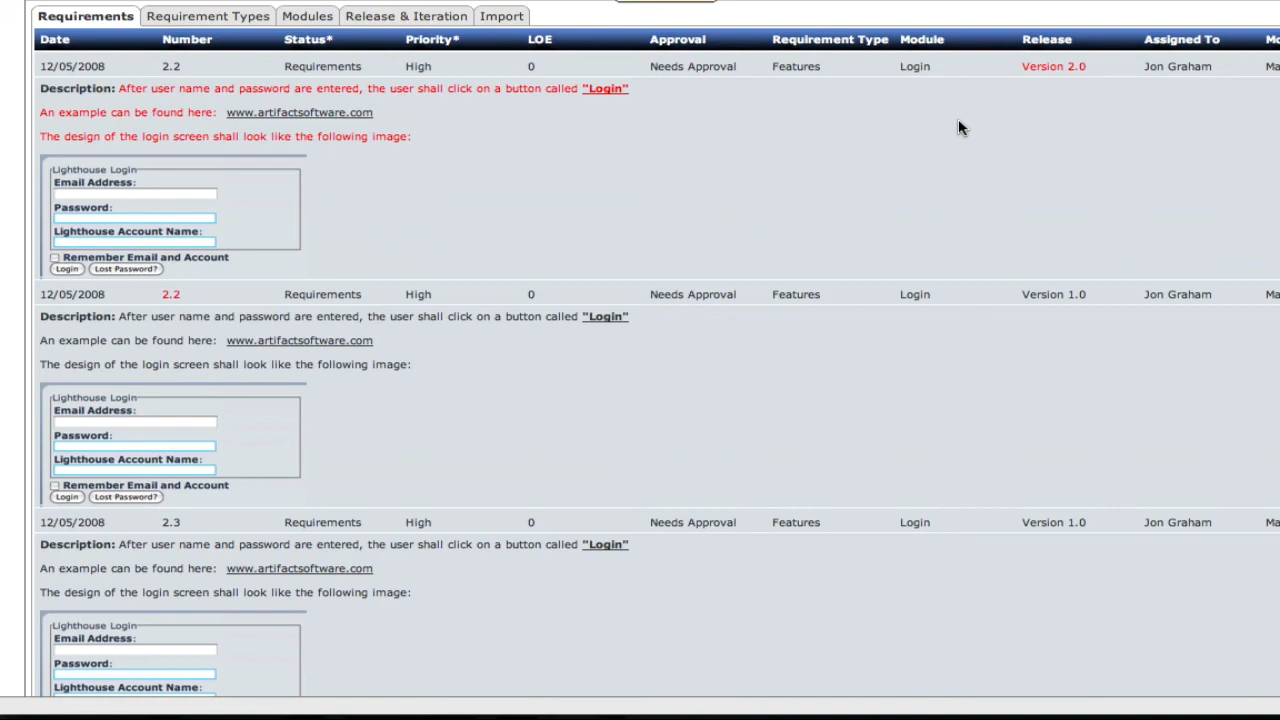 Requirements Requirement Types Modules Release & Iteration Import
Date Number Status* Priority* LOE Approval Requirement Type Module Release Assigned To
12/05/2008 2.2 Requirements High 0 Needs Approval Features Login Version 2.0 Jon Graham Ma
Description: After user name and password are entered, the user shall click on a button called "Login"
An example can be found here: www.artifactsoftware.com
The design of the login screen shall look like the following image:
Lighthouse Login
Email Address:
Password:
Lighthouse Account Name:
Remember Email and Account
Login Lost Password?
12/05/2008 2.2 Requirements High 0 Needs Approval Features Login Version 1.0 Jon Graham Ma
Description: After user name and password are entered, the user shall click on a button called "Login"
An example can be found here: www.artifactsoftware.com
The design of the login screen shall look like the following image:
Lighthouse Login
Email Address:
Password:
Lighthouse Account Name:
Remember Email and Account
Login Lost Password?
12/05/2008 2.3 Requirements High 0 Needs Approval Features Login Version 1.0 Jon Graham Ma
Description: After user name and password are entered, the user shall click on a button called "Login"
An example can be found here: www.artifactsoftware.com
The design of the login screen shall look like the following image:
Lighthouse Login
Email Address:
Password:
Lighthouse Account Name: